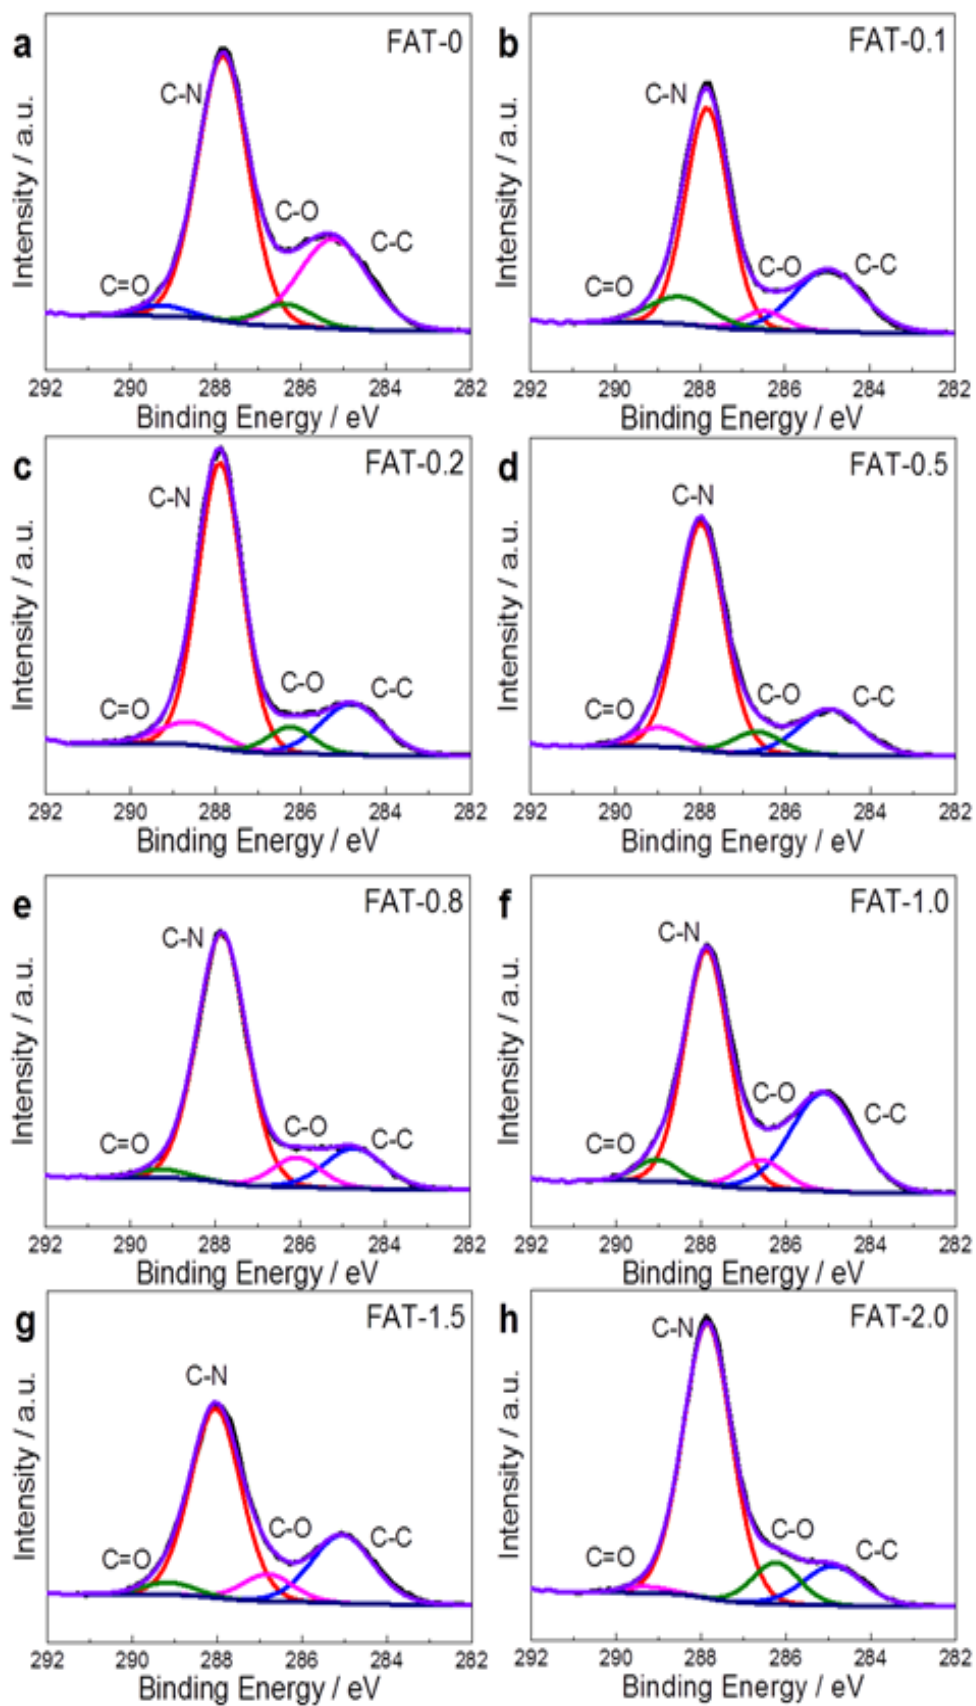 a
FAT-0
C-N
C-O
C-C
C=O
292 290 288 286 284 282
Binding Energy / eV
Intensity / a.u.
b
FAT-0.1
C-N
C-O
C-C
C=O
292 290 288 286 284 282
Binding Energy / eV
Intensity / a.u.
c
FAT-0.2
C-N
C-O
C-C
C=O
292 290 288 286 284 282
Binding Energy / eV
Intensity / a.u.
d
FAT-0.5
C-N
C-O
C-C
C=O
292 290 288 286 284 282
Binding Energy / eV
Intensity / a.u.
e
FAT-0.8
C-N
C-O
C-C
C=O
292 290 288 286 284 282
Binding Energy / eV
Intensity / a.u.
f
FAT-1.0
C-N
C-O
C-C
C=O
292 290 288 286 284 282
Binding Energy / eV
Intensity / a.u.
g
FAT-1.5
C-N
C-O
C-C
C=O
292 290 288 286 284 282
Binding Energy / eV
Intensity / a.u.
h
FAT-2.0
C-N
C-O
C-C
C=O
292 290 288 286 284 282
Binding Energy / eV
Intensity / a.u.